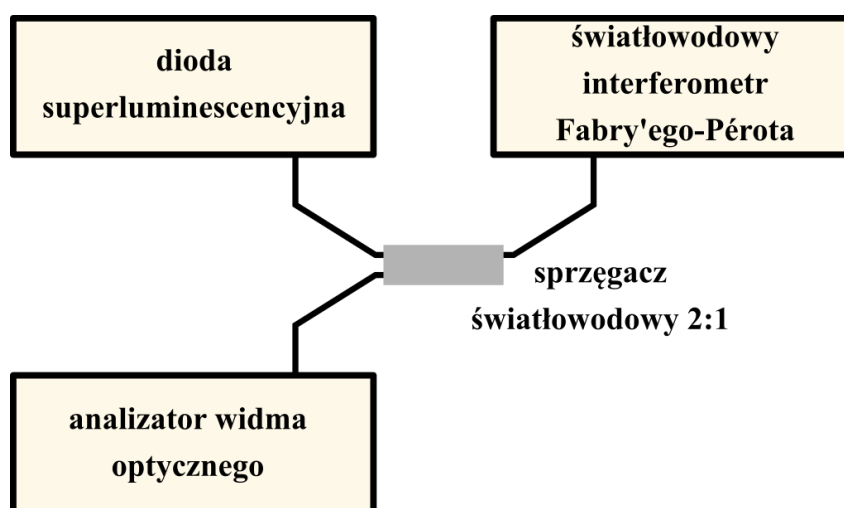 dioda
superluminescencyjna
światłowodowy
interferometr
Fabry'ego-Pérota
sprzęgacz
światłowodowy 2:1
analizator widma
optycznego